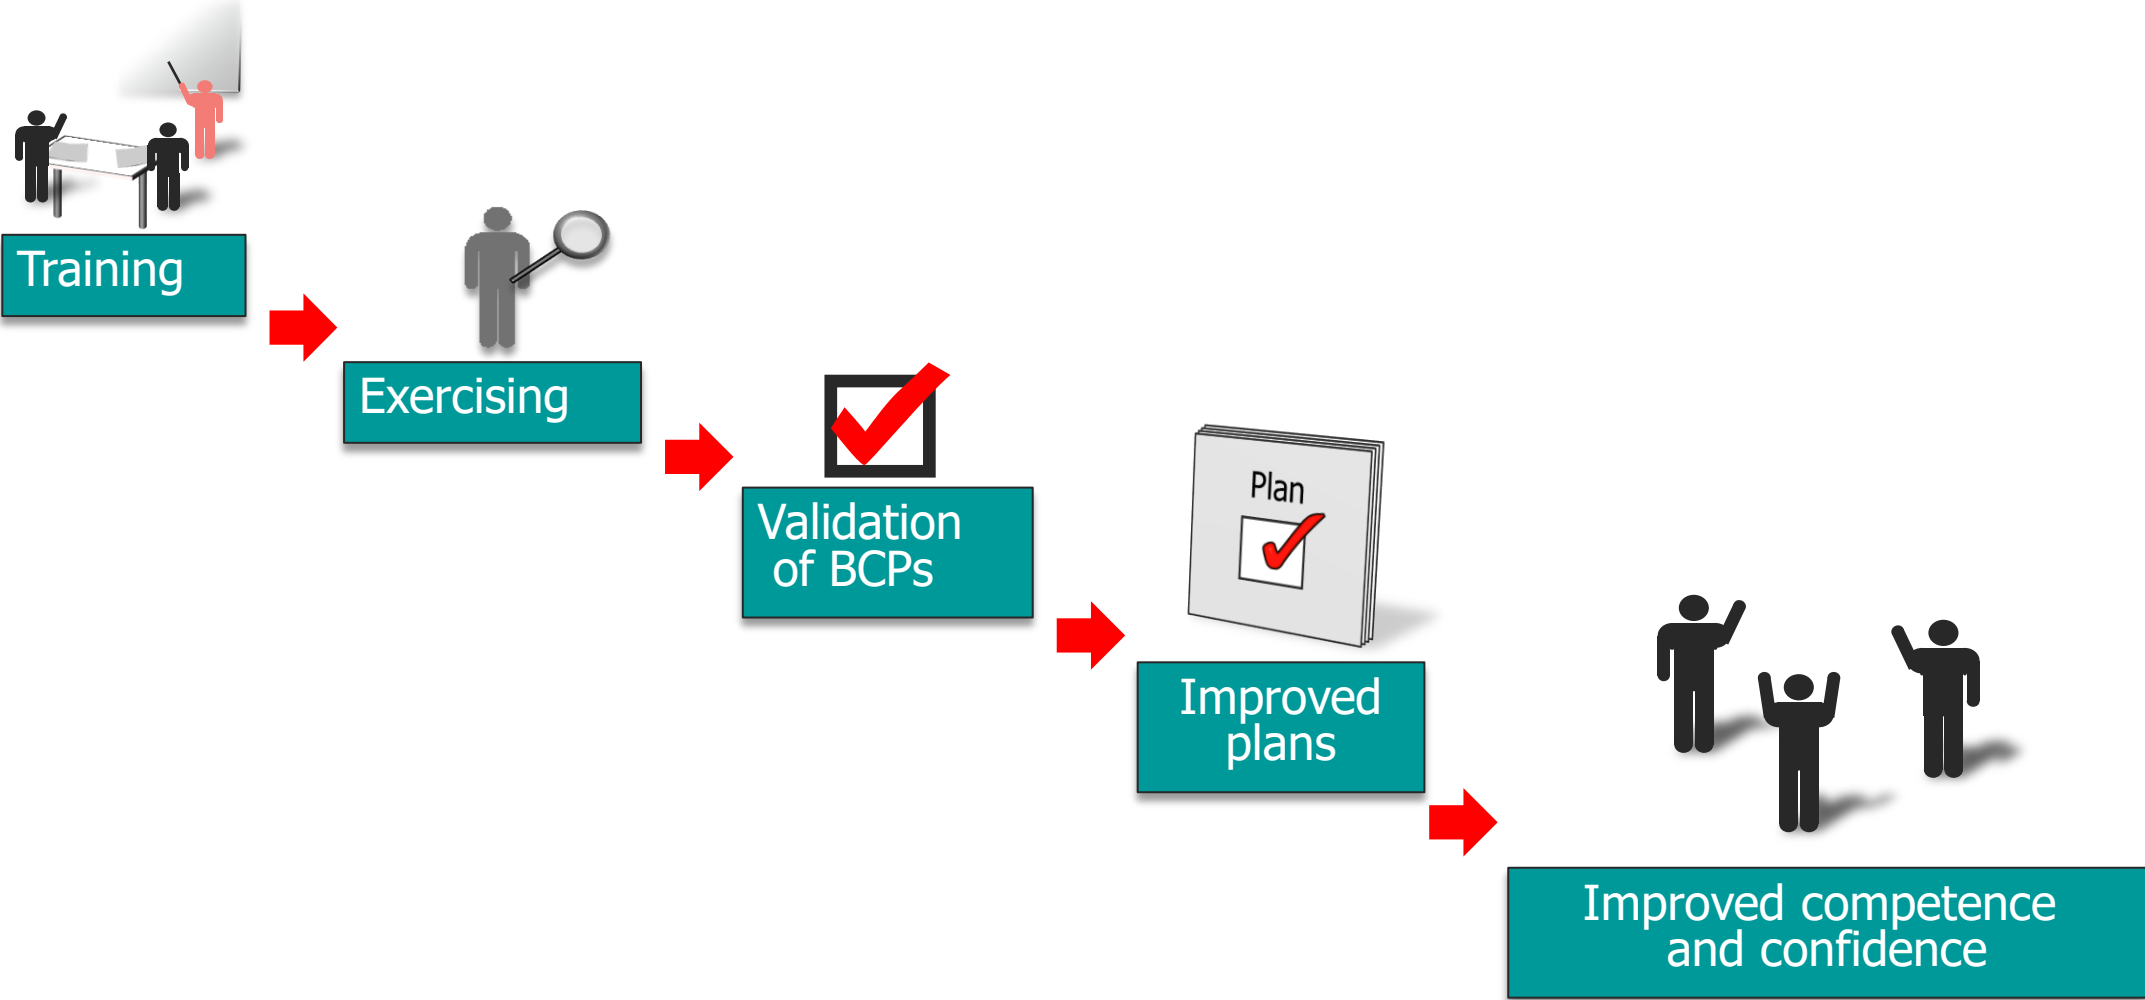 Training
Exercising
Validation
of BCPs
Plan
Improved
plans
Improved competence
and confidence